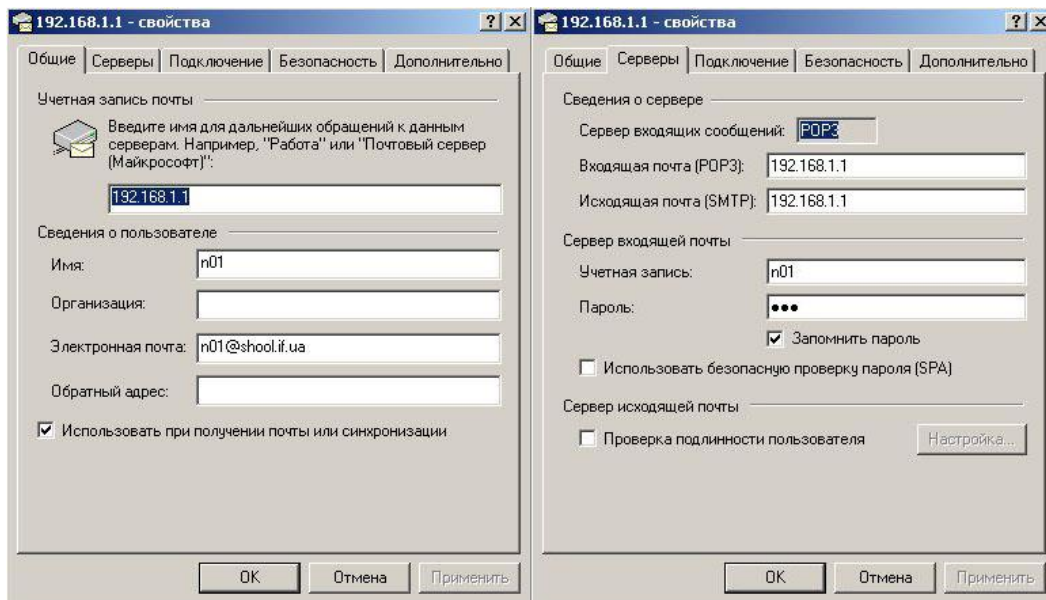 192.168.1.1 - свойства
Общие
Серверы
Подключение
Безопасность
Дополнительно
Учетная запись почты
Введите имя для дальнейших обращений к данным
серверам. Например, "Работа" или "Почтовый сервер
(Майкрософт)":
192.168.1.1
Сведения о пользователе
Имя: n01
Организация:
Электронная почта: n01@shool.if.ua
Обратный адрес:
Использовать при получении почты или синхронизации
OK
Отмена
Применить
192.168.1.1 - свойства
Общие
Серверы
Подключение
Безопасность
Дополнительно
Сведения о сервере
Сервер входящих сообщений: POP3
Входящая почта (POP3): 192.168.1.1
Исходящая почта (SMTP): 192.168.1.1
Сервер входящей почты
Учетная запись: n01
Пароль: ●●●
Запомнить пароль
Использовать безопасную проверку пароля (SPA)
Сервер исходящей почты
Проверка подлинности пользователя
Настройка...
OK
Отмена
Применить